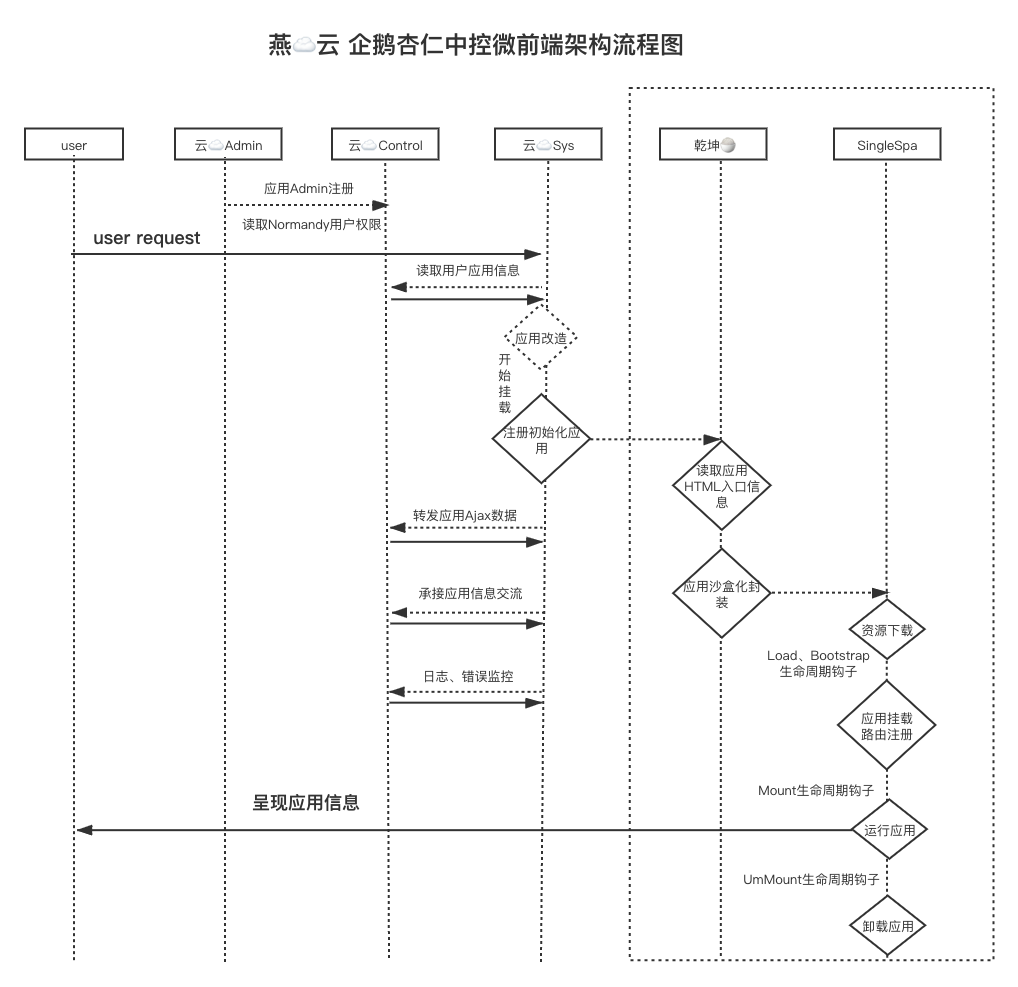 燕☁️云 企鹅杏仁中控微前端架构流程图
user
云☁️Admin
云☁️Control
云☁️Sys
乾坤
SingleSpa
应用Admin注册
读取Normandy用户权限
user request
读取用户应用信息
应用改造
开
始
挂
载
注册初始化应
用
读取应用
HTML入口信
息
转发应用Ajax数据
应用沙盒化封
装
承接应用信息交流
资源下载
Load、Bootstrap
生命周期钩子
日志、错误监控
应用挂载
路由注册
Mount生命周期钩子
呈现应用信息
运行应用
UmMount生命周期钩子
卸载应用